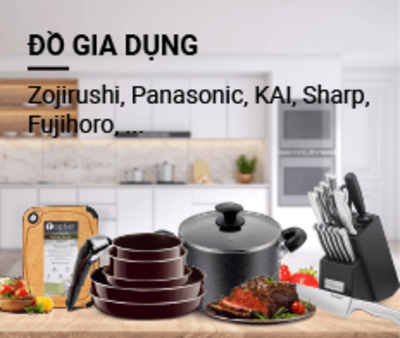 ĐỒ GIA DỤNG
Zojirushi, Panasonic, KAI, Sharp,
Fujihoro, ...